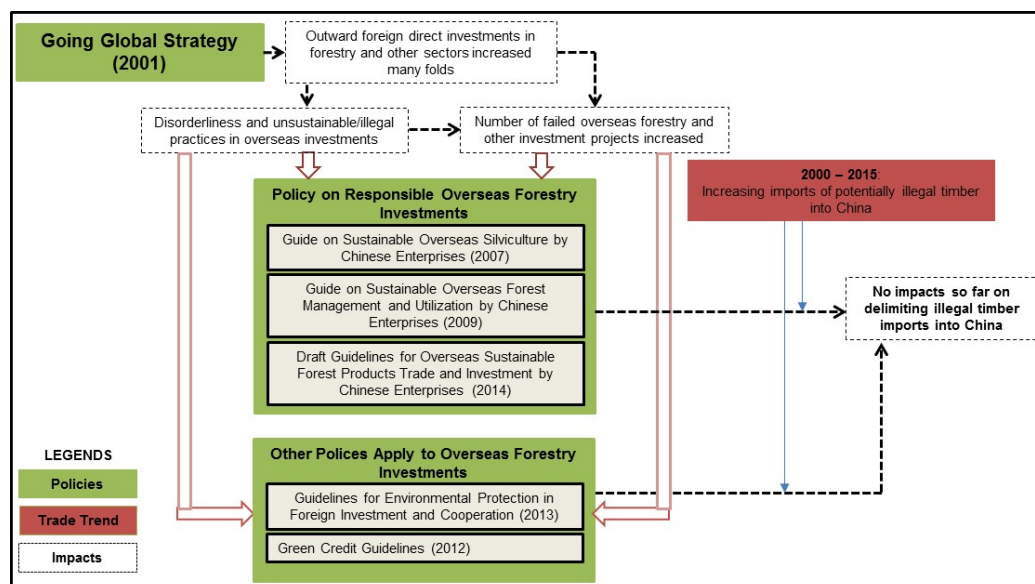 Going Global Strategy
(2001)
Outward foreign direct investments in
forestry and other sectors increased
many folds
Disorderliness and unsustainable/illegal
practices in overseas investments
Number of failed overseas forestry and
other investment projects increased
2000 – 2015:
Increasing imports of potentially illegal timber
into China
Policy on Responsible Overseas Forestry
Investments
Guide on Sustainable Overseas Silviculture by
Chinese Enterprises (2007)
Guide on Sustainable Overseas Forest
Management and Utilization by Chinese
Enterprises (2009)
Draft Guidelines for Overseas Sustainable
Forest Products Trade and Investment by
Chinese Enterprises (2014)
No impacts so far on
delimiting illegal timber
imports into China
Other Polices Apply to Overseas Forestry
Investments
Guidelines for Environmental Protection in
Foreign Investment and Cooperation (2013)
Green Credit Guidelines (2012)
LEGENDS
Policies
Trade Trend
Impacts